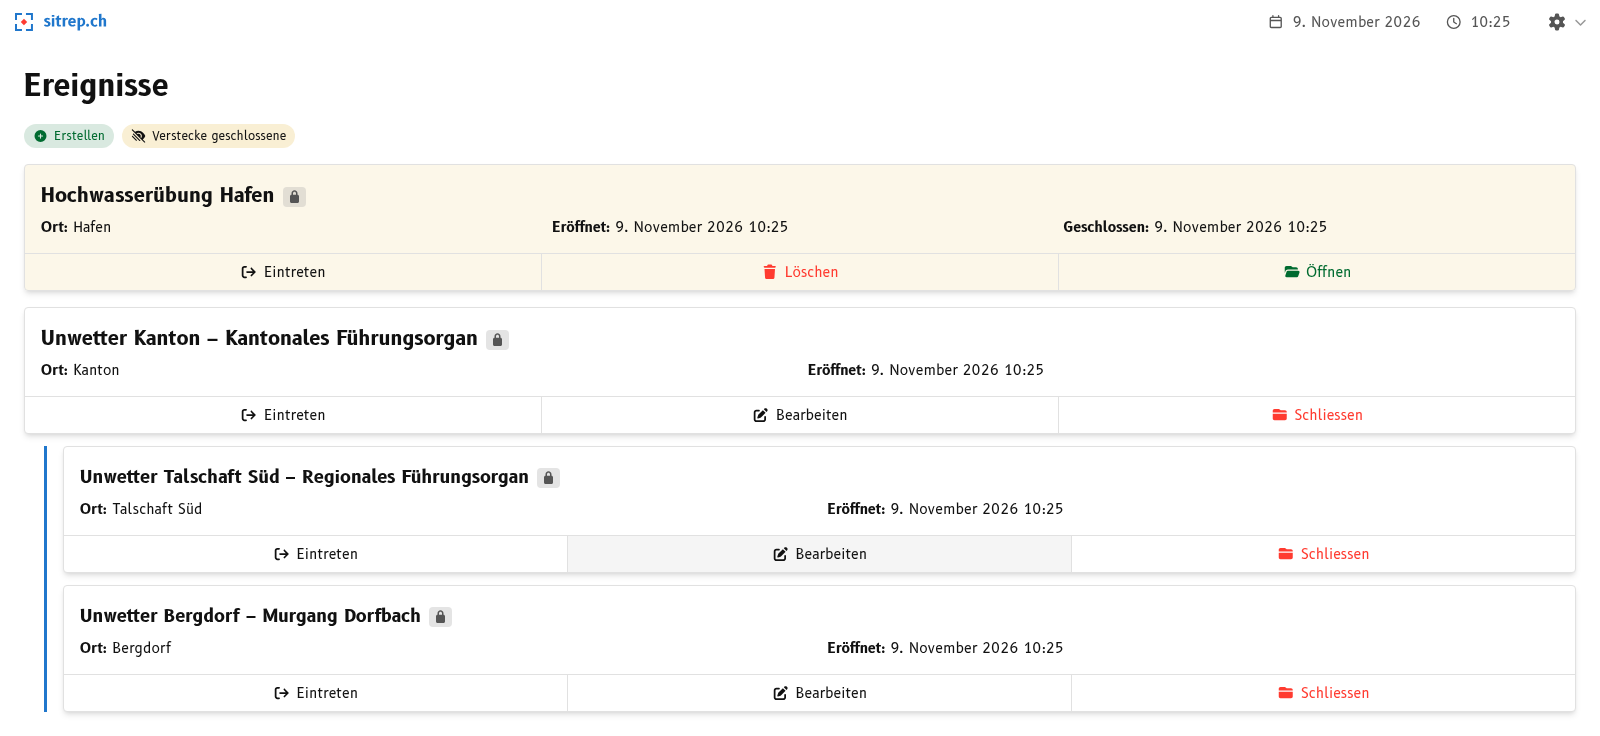 sitrep.ch 9. November 2026 10:25
Ereignisse
Erstellen Verstecke geschlossene
Hochwasserübung Hafen
Ort: Hafen Eröffnet: 9. November 2026 10:25 Geschlossen: 9. November 2026 10:25
Eintreten Löschen Öffnen
Unwetter Kanton – Kantonales Führungsorgan
Ort: Kanton Eröffnet: 9. November 2026 10:25
Eintreten Bearbeiten Schliessen
Unwetter Talschaft Süd – Regionales Führungsorgan
Ort: Talschaft Süd Eröffnet: 9. November 2026 10:25
Eintreten Bearbeiten Schliessen
Unwetter Bergdorf – Murgang Dorfbach
Ort: Bergdorf Eröffnet: 9. November 2026 10:25
Eintreten Bearbeiten Schliessen